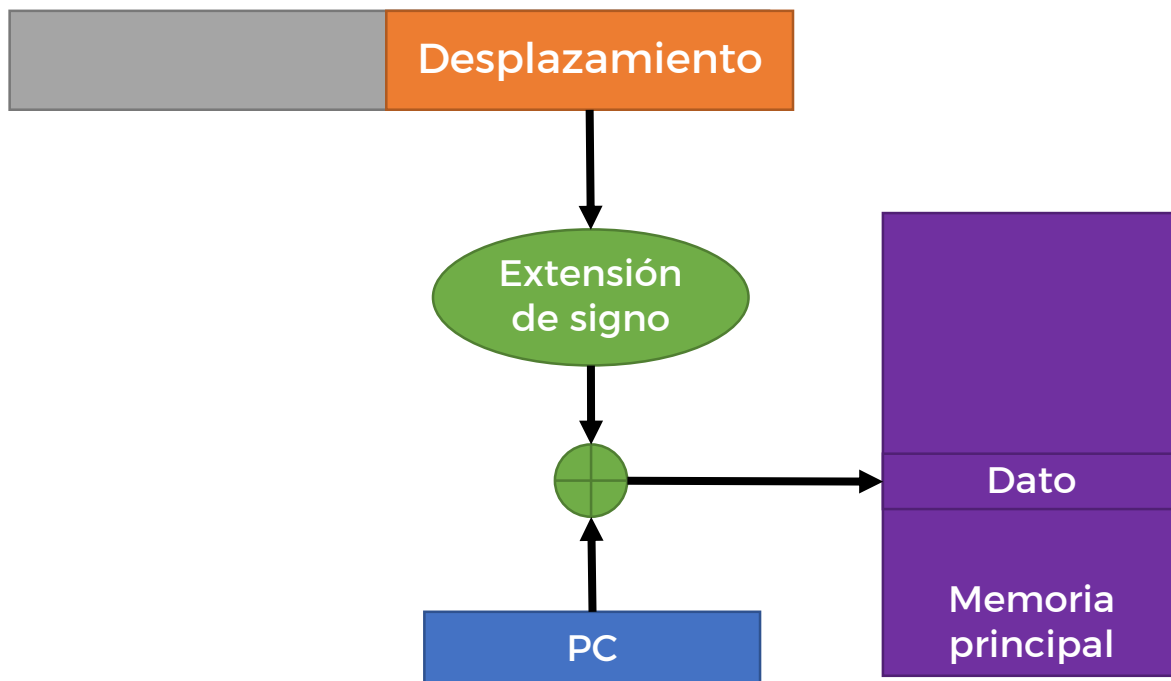 Desplazamiento
Extensión
de signo
Dato
Memoria
principal
PC